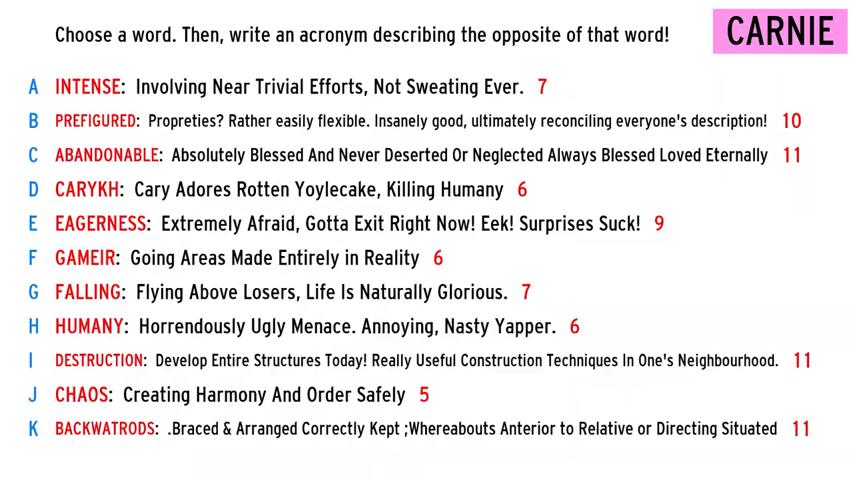 Choose a word. Then, write an acronym describing the opposite of that word!
CARNIE
A INTENSE: Involving Near Trivial Efforts, Not Sweating Ever. 7
B PREFIGURED: Propreties? Rather easily flexible. Insanely good, ultimately reconciling everyone's description! 10
C ABANDONABLE: Absolutely Blessed And Never Deserted Or Neglected Always Blessed Loved Eternally 11
D CARYKH: Cary Adores Rotten Yoylecake, Killing Humany 6
E EAGERNESS: Extremely Afraid, Gotta Exit Right Now! Eek! Surprises Suck! 9
F GAMEIR: Going Areas Made Entirely in Reality 6
G FALLING: Flying Above Losers, Life Is Naturally Glorious. 7
H HUMANY: Horrendously Ugly Menace. Annoying, Nasty Yapper. 6
I DESTRUCTION: Develop Entire Structures Today! Really Useful Construction Techniques In One's Neighbourhood. 11
J CHAOS: Creating Harmony And Order Safely 5
K BACKWATRODS: .Braced & Arranged Correctly Kept ;Whereabouts Anterior to Relative or Directing Situated 11